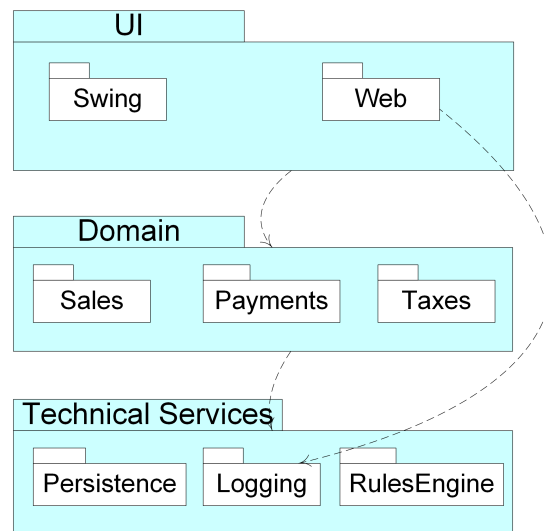 UI
Swing
Web
Domain
Sales
Payments
Taxes
Technical Services
Persistence
Logging
RulesEngine